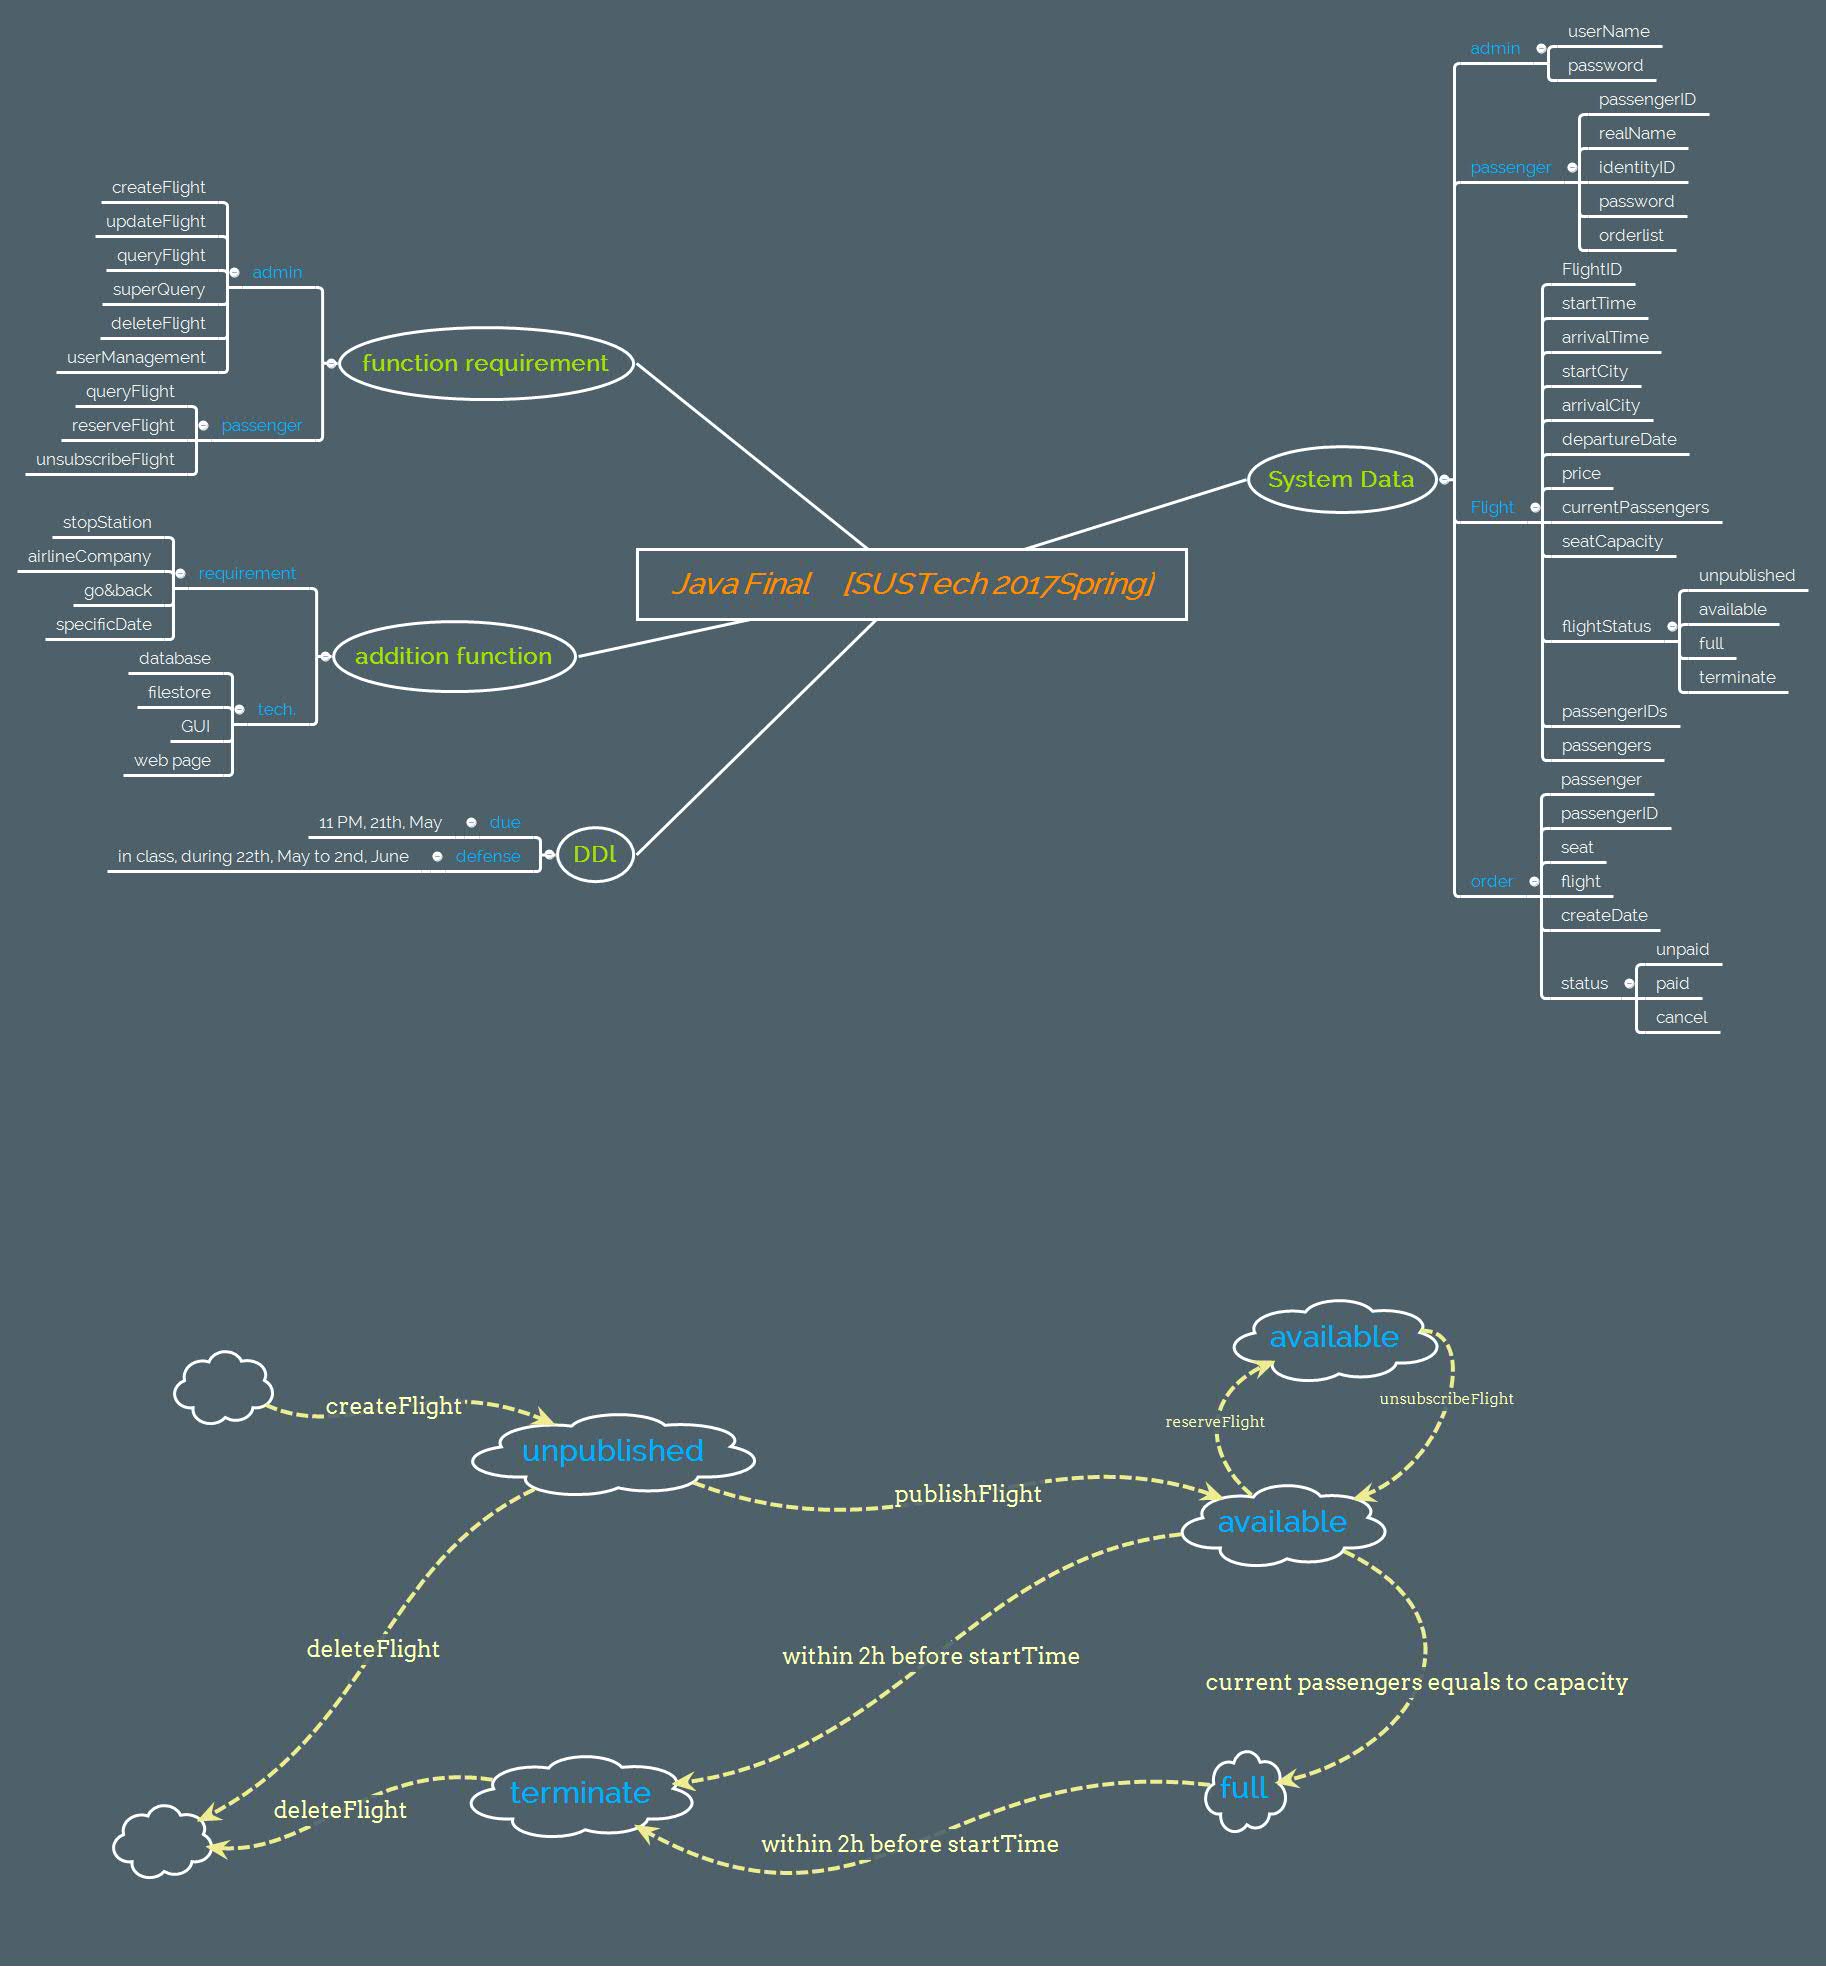 Java Final [SUSTech 2017Spring]
function requirement
admin
createFlight
updateFlight
queryFlight
superQuery
deleteFlight
userManagement
passenger
queryFlight
reserveFlight
unsubscribeFlight
addition function
requirement
stopStation
airlineCompany
go&back
specificDate
tech.
database
filestore
GUI
web page
DDl
due
11 PM, 21th, May
defense
in class, during 22th, May to 2nd, June
System Data
admin
userName
password
passenger
passengerID
realName
identityID
password
orderlist
Flight
FlightID
startTime
arrivalTime
startCity
arrivalCity
departureDate
price
currentPassengers
seatCapacity
flightStatus
unpublished
available
full
terminate
passengerIDs
passengers
order
passenger
passengerID
seat
flight
createDate
status
unpaid
paid
cancel
available
createFlight
unsubscribeFlight
reserveFlight
unpublished
publishFlight
available
deleteFlight
within 2h before startTime
current passengers equals to capacity
terminate
full
deleteFlight
within 2h before startTime